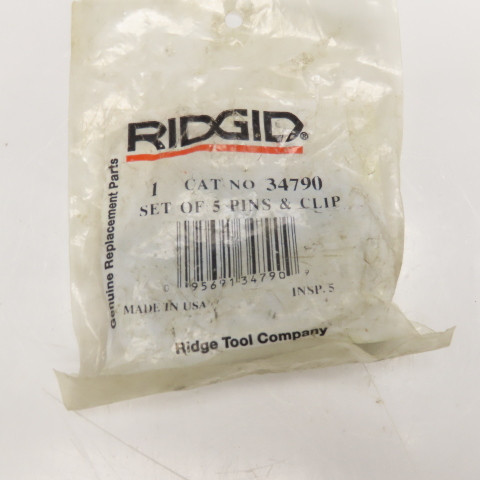 RIDGID®
Genuine Replacement Parts
1 CAT NO 34790
SET OF 5 PINS & CLIP
0 95691 34790
MADE IN USA
INSP. 5
Ridge Tool Company